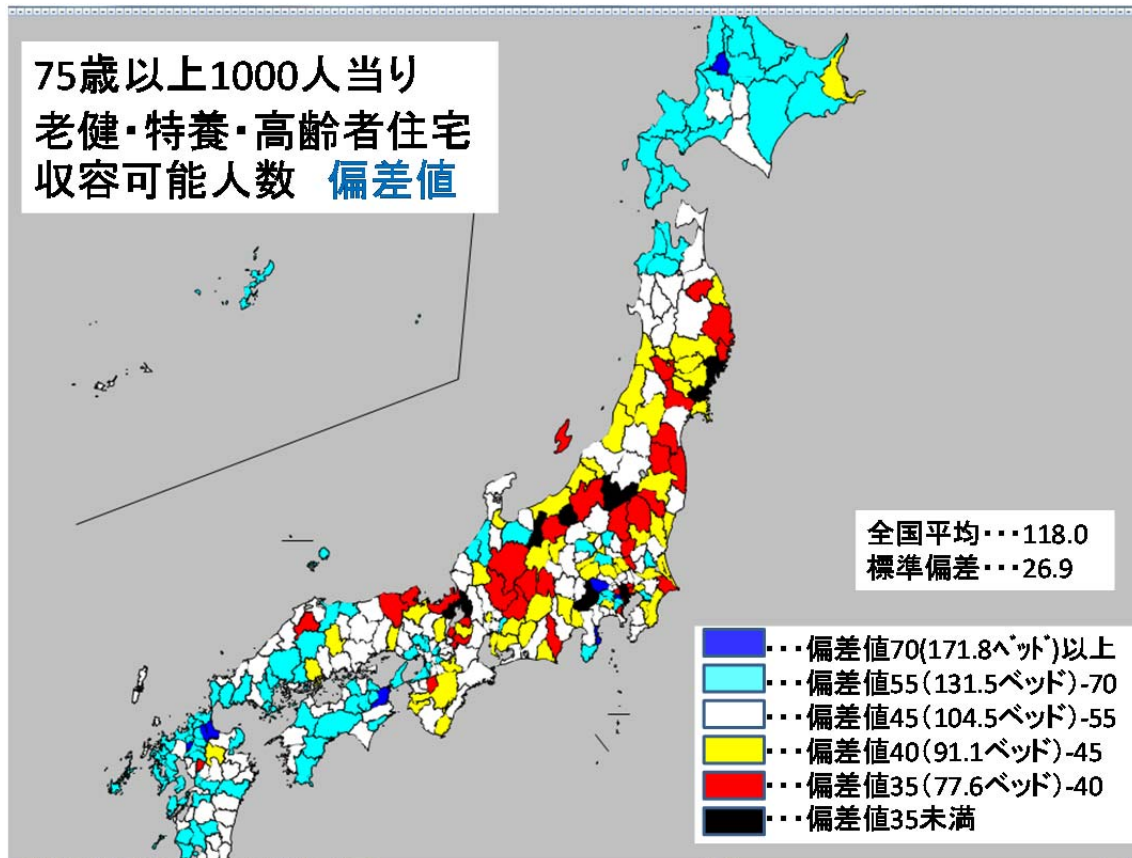 75歳以上1000人当り
老健・特養・高齢者住宅
収容可能人数　偏差値
全国平均・・・118.0
標準偏差・・・26.9
・・・偏差値70(171.8ベッド)以上
・・・偏差値55（131.5ベッド）-70
・・・偏差値45（104.5ベッド）-55
・・・偏差値40（91.1ベッド）-45
・・・偏差値35（77.6ベッド）-40
・・・偏差値35未満